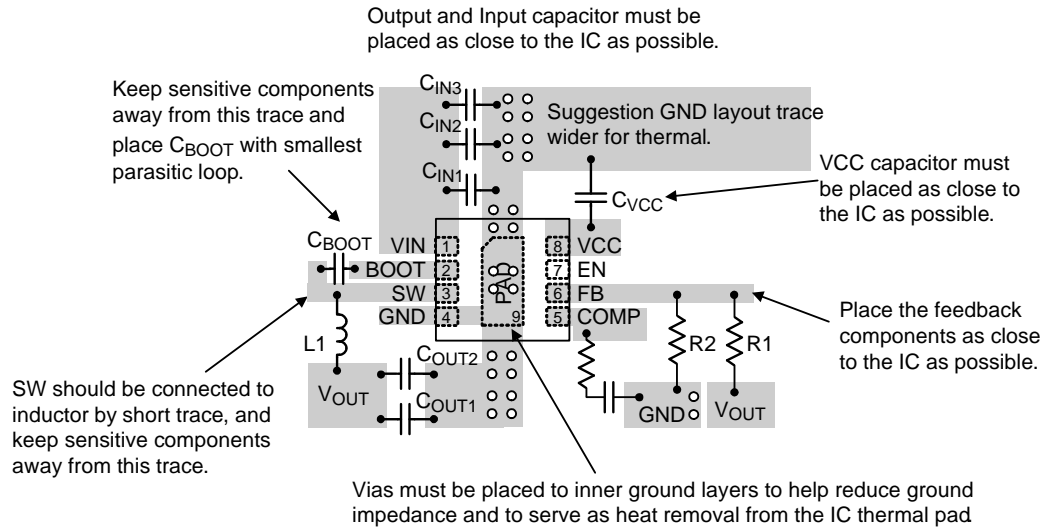 Output and Input capacitor must be
placed as close to the IC as possible.
Keep sensitive components
away from this trace and
place CBOOT with smallest
parasitic loop.
CIN3
CIN2
CIN1
Suggestion GND layout trace
wider for thermal.
CVCC
VCC capacitor must
be placed as close to
the IC as possible.
CBOOT
VIN 1
BOOT 2
SW 3
GND 4
PAD
9
8 VCC
7 EN
6 FB
5 COMP
L1
R2
R1
Place the feedback
components as close
to the IC as possible.
COUT2
COUT1
VOUT
GND
VOUT
SW should be connected to
inductor by short trace, and
keep sensitive components
away from this trace.
Vias must be placed to inner ground layers to help reduce ground
impedance and to serve as heat removal from the IC thermal pad.